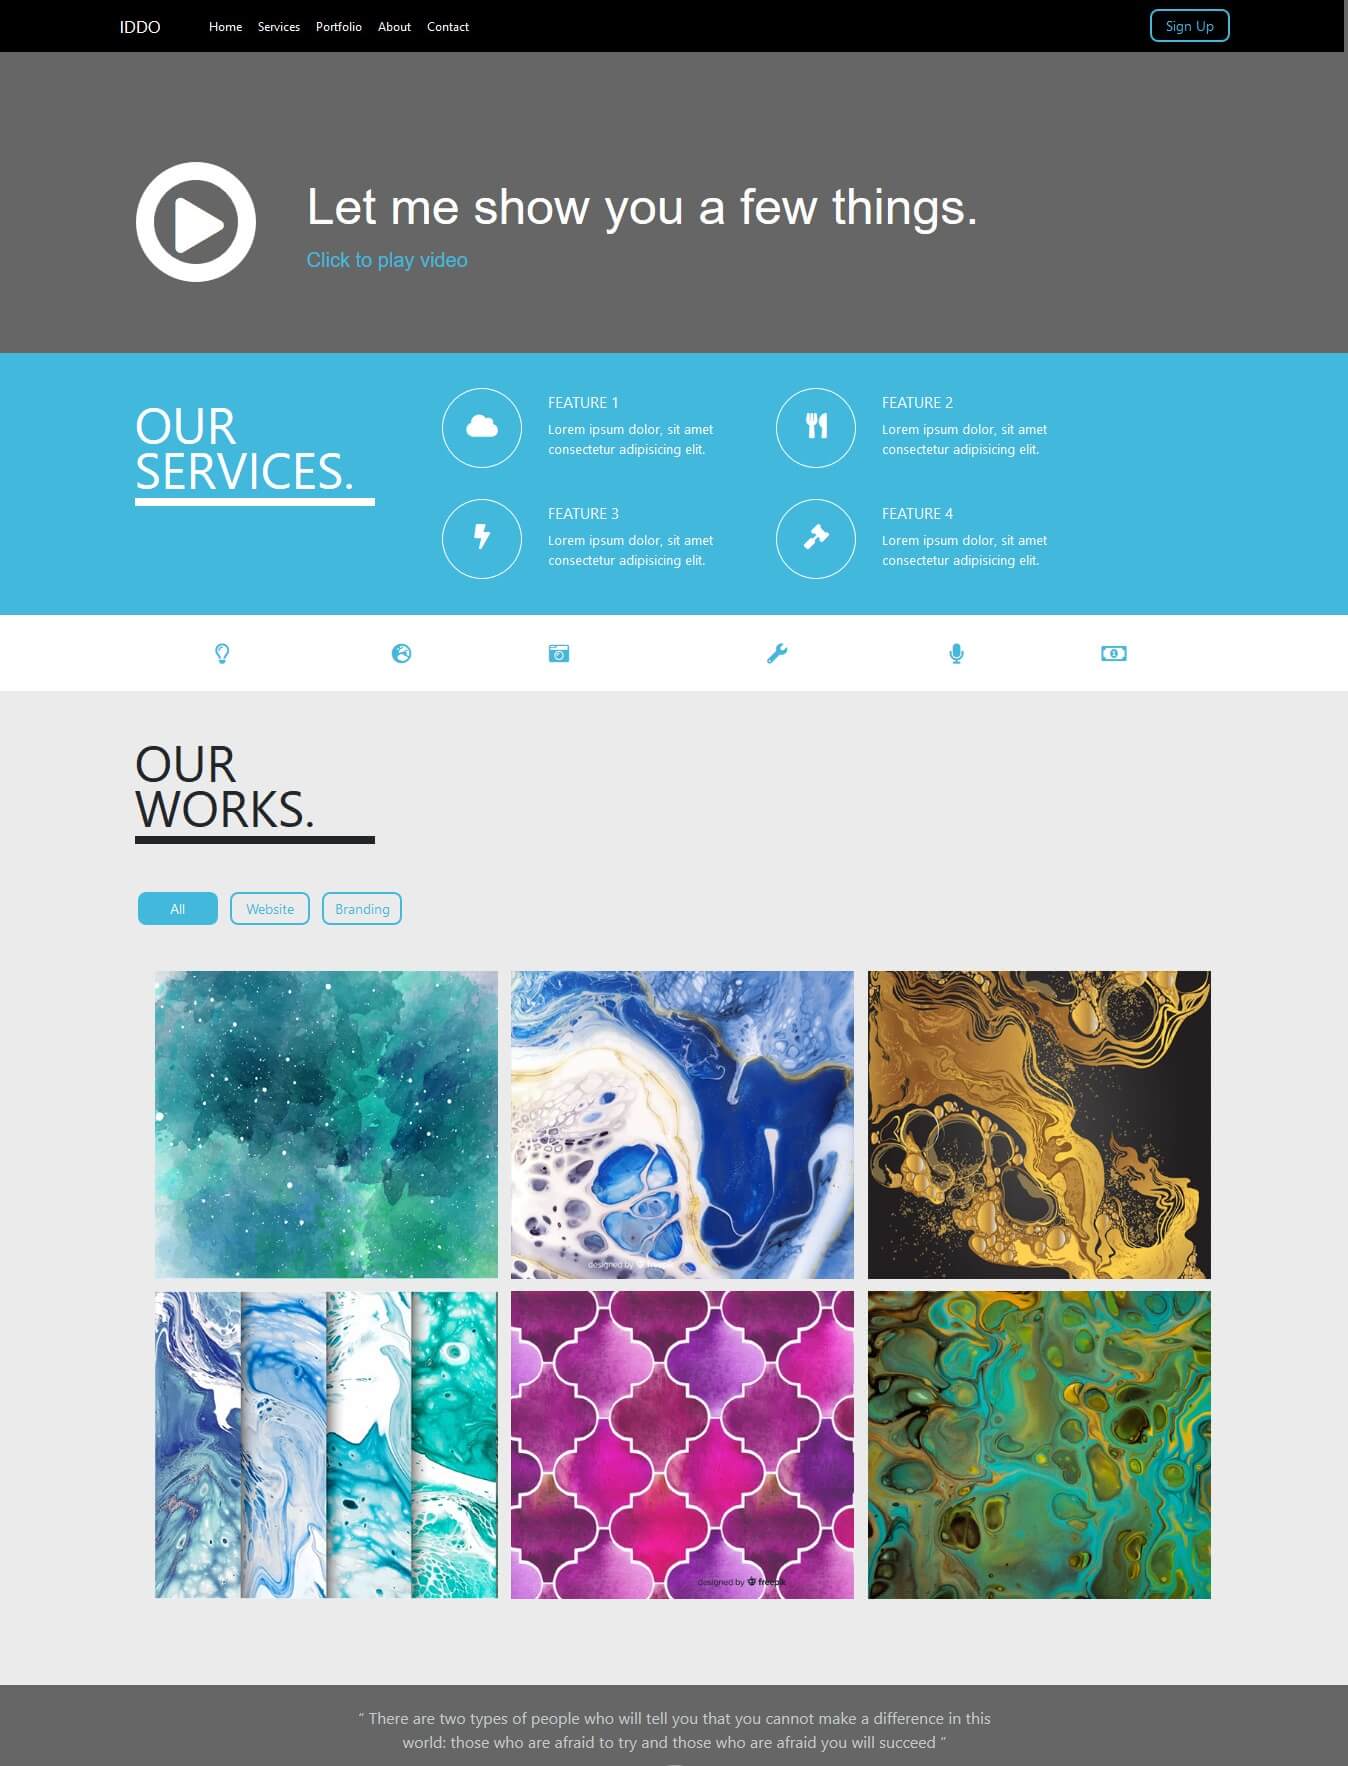 IDDO
Home Services Portfolio About Contact
Sign Up
Let me show you a few things.
Click to play video
OUR
SERVICES.
FEATURE 1
Lorem ipsum dolor, sit amet
consectetur adipisicing elit.
FEATURE 2
Lorem ipsum dolor, sit amet
consectetur adipisicing elit.
FEATURE 3
Lorem ipsum dolor, sit amet
consectetur adipisicing elit.
FEATURE 4
Lorem ipsum dolor, sit amet
consectetur adipisicing elit.
OUR
WORKS.
All
Website
Branding
designed by freepik
designed by freepik
“ There are two types of people who will tell you that you cannot make a difference in this
world: those who are afraid to try and those who are afraid you will succeed ”